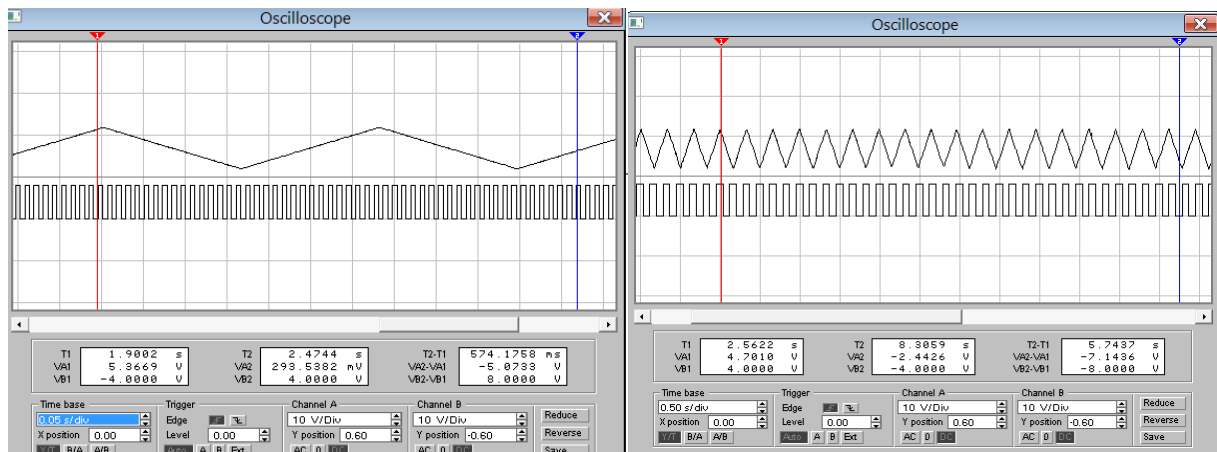 Oscilloscope
1
2
T1 1.9002 s
VA1 5.3669 V
VB1 -4.0000 V
T2 2.4744 s
VA2 293.5382 mV
VB2 4.0000 V
T2-T1 574.1758 ms
VA2-VA1 -5.0733 V
VB2-VB1 8.0000 V
Time base
0.05 s/div
X position 0.00
Y/T B/A A/B
Trigger
Edge
Level 0.00
Auto A B Ext
Channel A
10 V/Div
Y position 0.60
AC 0 DC
Channel B
10 V/Div
Y position -0.60
AC 0 DC
Reduce
Reverse
Save
Oscilloscope
1
2
T1 2.5622 s
VA1 4.7010 V
VB1 4.0000 V
T2 8.3059 s
VA2 -2.4426 V
VB2 -4.0000 V
T2-T1 5.7437 s
VA2-VA1 -7.1436 V
VB2-VB1 -8.0000 V
Time base
0.50 s/div
X position 0.00
Y/T B/A A/B
Trigger
Edge
Level 0.00
Auto A B Ext
Channel A
10 V/Div
Y position 0.60
AC 0 DC
Channel B
10 V/Div
Y position -0.60
AC 0 DC
Reduce
Reverse
Save